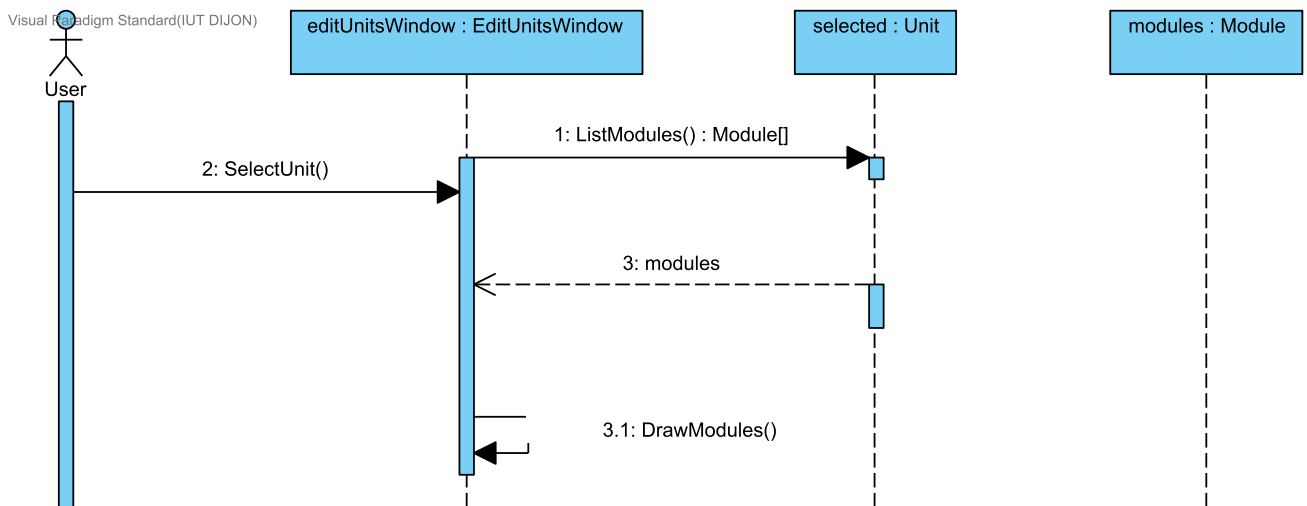 Visual Paradigm Standard(IUT DIJON)
User
editUnitsWindow : EditUnitsWindow
selected : Unit
modules : Module
1: ListModules() : Module[]
2: SelectUnit()
3: modules
3.1: DrawModules()